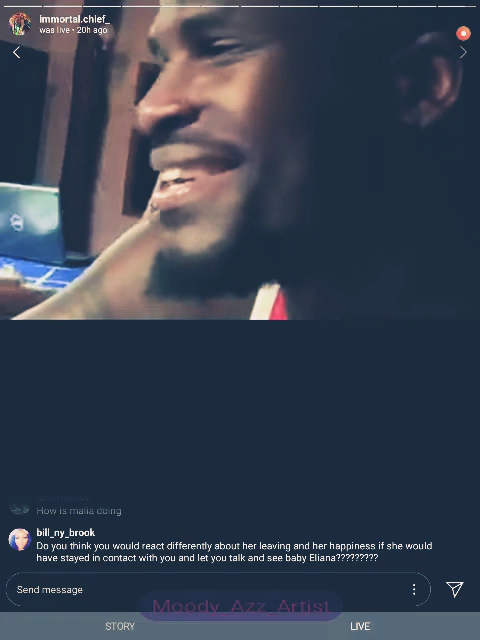 immortal.chief_
was live • 20h ago
How is malia doing
bill_ny_brook
Do you think you would react differently about her leaving and her happiness if she would
have stayed in contact with you and let you talk and see baby Eliana?????????
Send message
Moody_Azz_Artist
STORY
LIVE